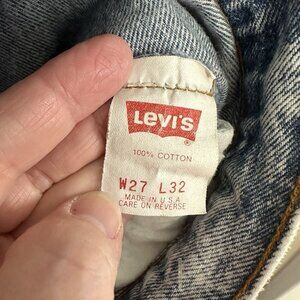 LEVI'S
®
100% COTTON
W27 L32
MADE IN U.S.A
CARE ON REVERSE